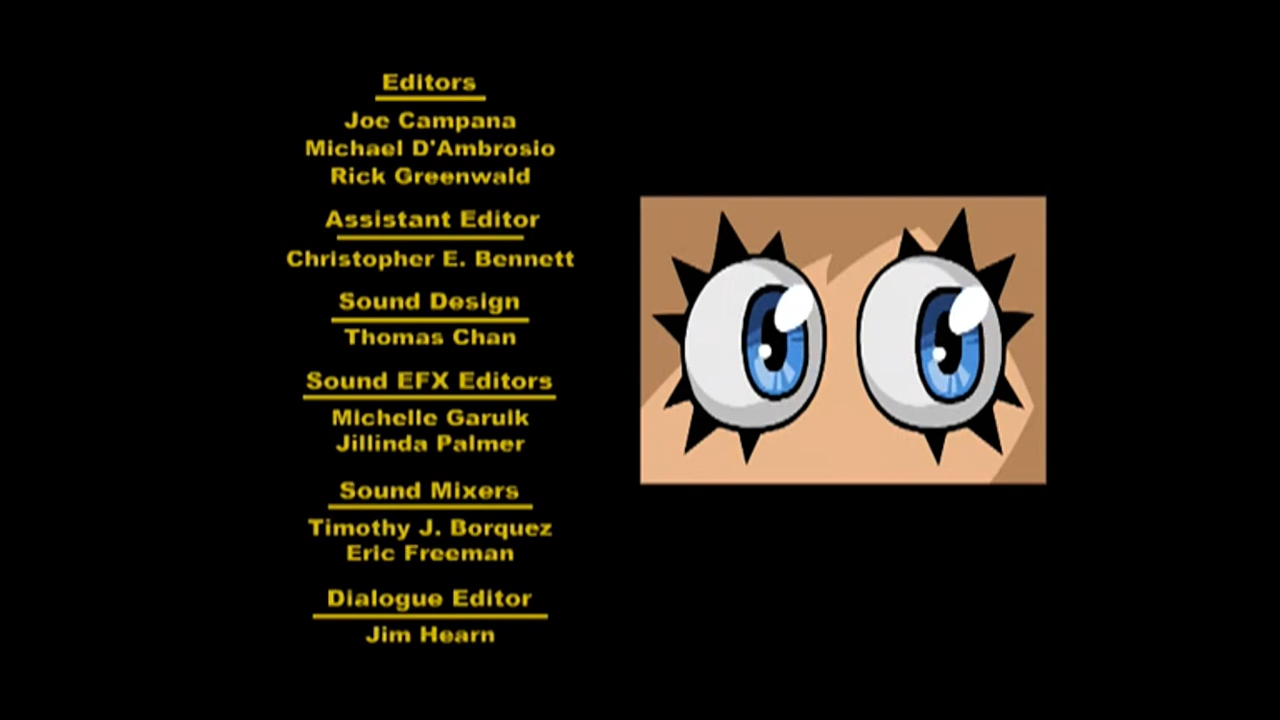 Editors
Joe Campana
Michael D'Ambrosio
Rick Greenwald
Assistant Editor
Christopher E. Bennett
Sound Design
Thomas Chan
Sound EFX Editors
Michelle Garuik
Jillinda Palmer
Sound Mixers
Timothy J. Borquez
Eric Freeman
Dialogue Editor
Jim Hearn